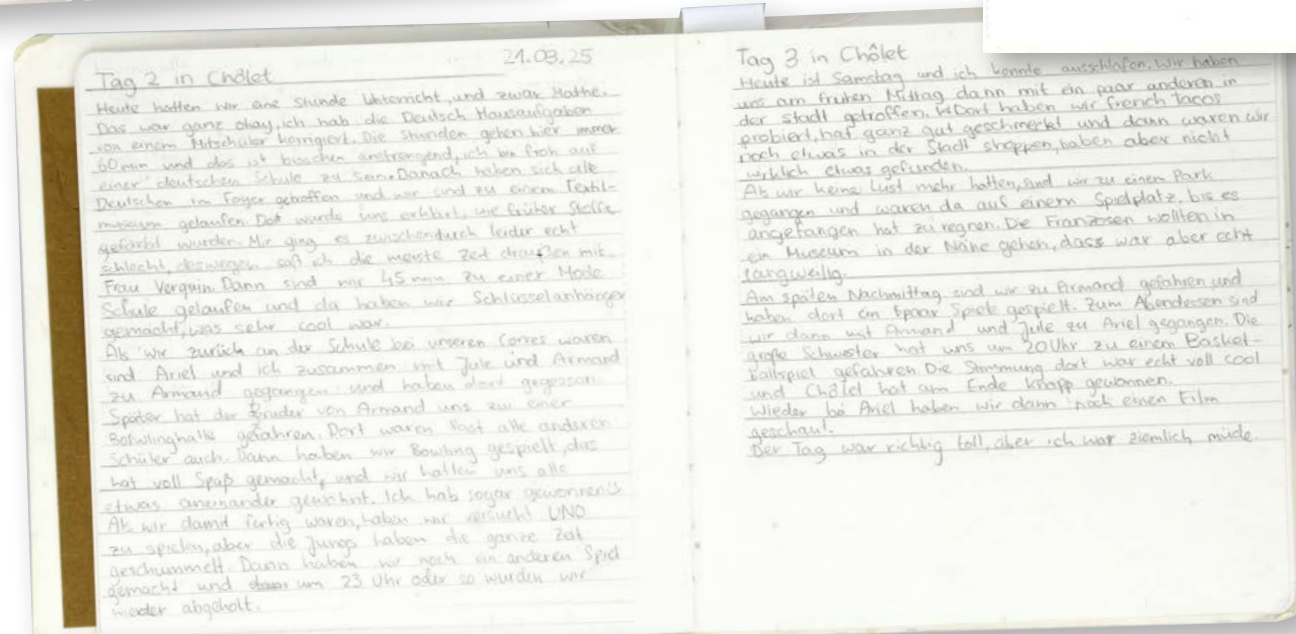 Tag 2 in Châlet 21.03.25
Heute hatten wir eine Stunde Unterricht, und zwar Mathe.
Das war ganz okay, ich hab die Deutsch Hausaufgaben
von einem Mitschüler korrigiert. Die Stunden gehen hier immer
60 min und das ist bisschen anstrengend, ich bin froh auf
einer deutschen Schule zu sein. Danach haben sich alle
Deutschen im Foyer getroffen und wir sind zu einem Textil-
museum gelaufen. Dort wurde uns erklärt, wie früher Stoffe
gefärbt wurden. Mir ging es zwischendurch leider echt
schlecht, deswegen saß ich die meiste Zeit draußen mit
Frau Verquin. Dann sind wir 45 min zu einer Mode
Schule gelaufen und da haben wir Schlüsselanhänger
gemacht, was sehr cool war.
Als wir zurück an der Schule bei unseren Corres waren
sind Ariel und ich zusammen mit Jule und Armand
zu Armand gegangen und haben dort gegessen.
Später hat der Bruder von Armand uns zu einer
Bowlinghalle gefahren. Dort waren fast alle anderen
Schüler auch. Dann haben wir Bowling gespielt, das
hat voll Spaß gemacht, und wir hatten uns alle
etwas aneinander gewöhnt. Ich hab sogar gewonnen
Als wir damit fertig waren, haben wir versucht UNO
zu spielen, aber die Jungs haben die ganze Zeit
geschummelt. Dann haben wir noch ein anderen Spiel
gemacht und um 23 Uhr oder so wurden wir
wieder abgeholt.
Tag 3 in Châlet
Heute ist Samstag und ich konnte ausschlafen. Wir haben
uns am frühen Mittag dann mit ein paar anderen in
der Stadt getroffen. Dort haben wir french Tacos
probiert, hat ganz gut geschmeckt und dann waren wir
noch etwas in der Stadt shoppen, haben aber nicht
wirklich etwas gefunden.
Als wir keine Lust mehr hatten, sind wir zu einen Park
gegangen und waren da auf einem Spielplatz, bis es
angefangen hat zu regnen. Die Franzosen wollten in
ein Museum in der Nähe gehen, dass war aber echt
langweilig.
Am späten Nachmittag sind wir zu Armand gefahren und
haben dort ein paar Spiele gespielt. Zum Abendessen sind
wir dann mit Armand und Jule zu Ariel gegangen. Die
große Schwester hat uns um 20 Uhr zu einem Basket-
ballspiel gefahren. Die Stimmung dort war echt voll cool
und Châlet hat am Ende knapp gewonnen.
Wieder bei Ariel haben wir dann noch einen Film
geschaut.
Der Tag war richtig toll, aber ich war ziemlich müde.